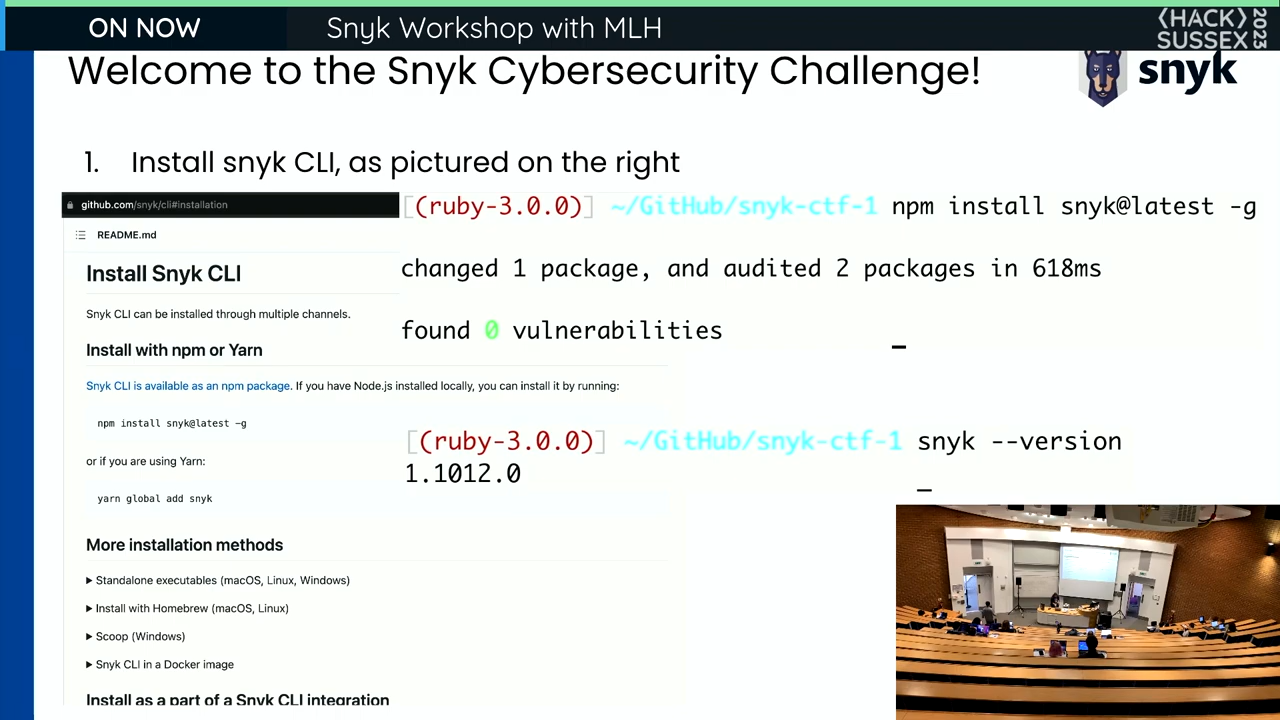 ON NOW
Snyk Workshop with MLH
⟨HACK⟩
SUSSEX
2023
Welcome to the Snyk Cybersecurity Challenge!
snyk
1. Install snyk CLI, as pictured on the right
github.com/snyk/cli#installation
README.md
Install Snyk CLI
Snyk CLI can be installed through multiple channels.
Install with npm or Yarn
Snyk CLI is available as an npm package. If you have Node.js installed locally, you can install it by running:
npm install snyk@latest -g
or if you are using Yarn:
yarn global add snyk
More installation methods
▶ Standalone executables (macOS, Linux, Windows)
▶ Install with Homebrew (macOS, Linux)
▶ Scoop (Windows)
▶ Snyk CLI in a Docker image
Install as a part of a Snyk CLI integration
[(ruby-3.0.0)] ~/GitHub/snyk-ctf-1 npm install snyk@latest -g
changed 1 package, and audited 2 packages in 618ms
found 0 vulnerabilities
[(ruby-3.0.0)] ~/GitHub/snyk-ctf-1 snyk --version
1.1012.0